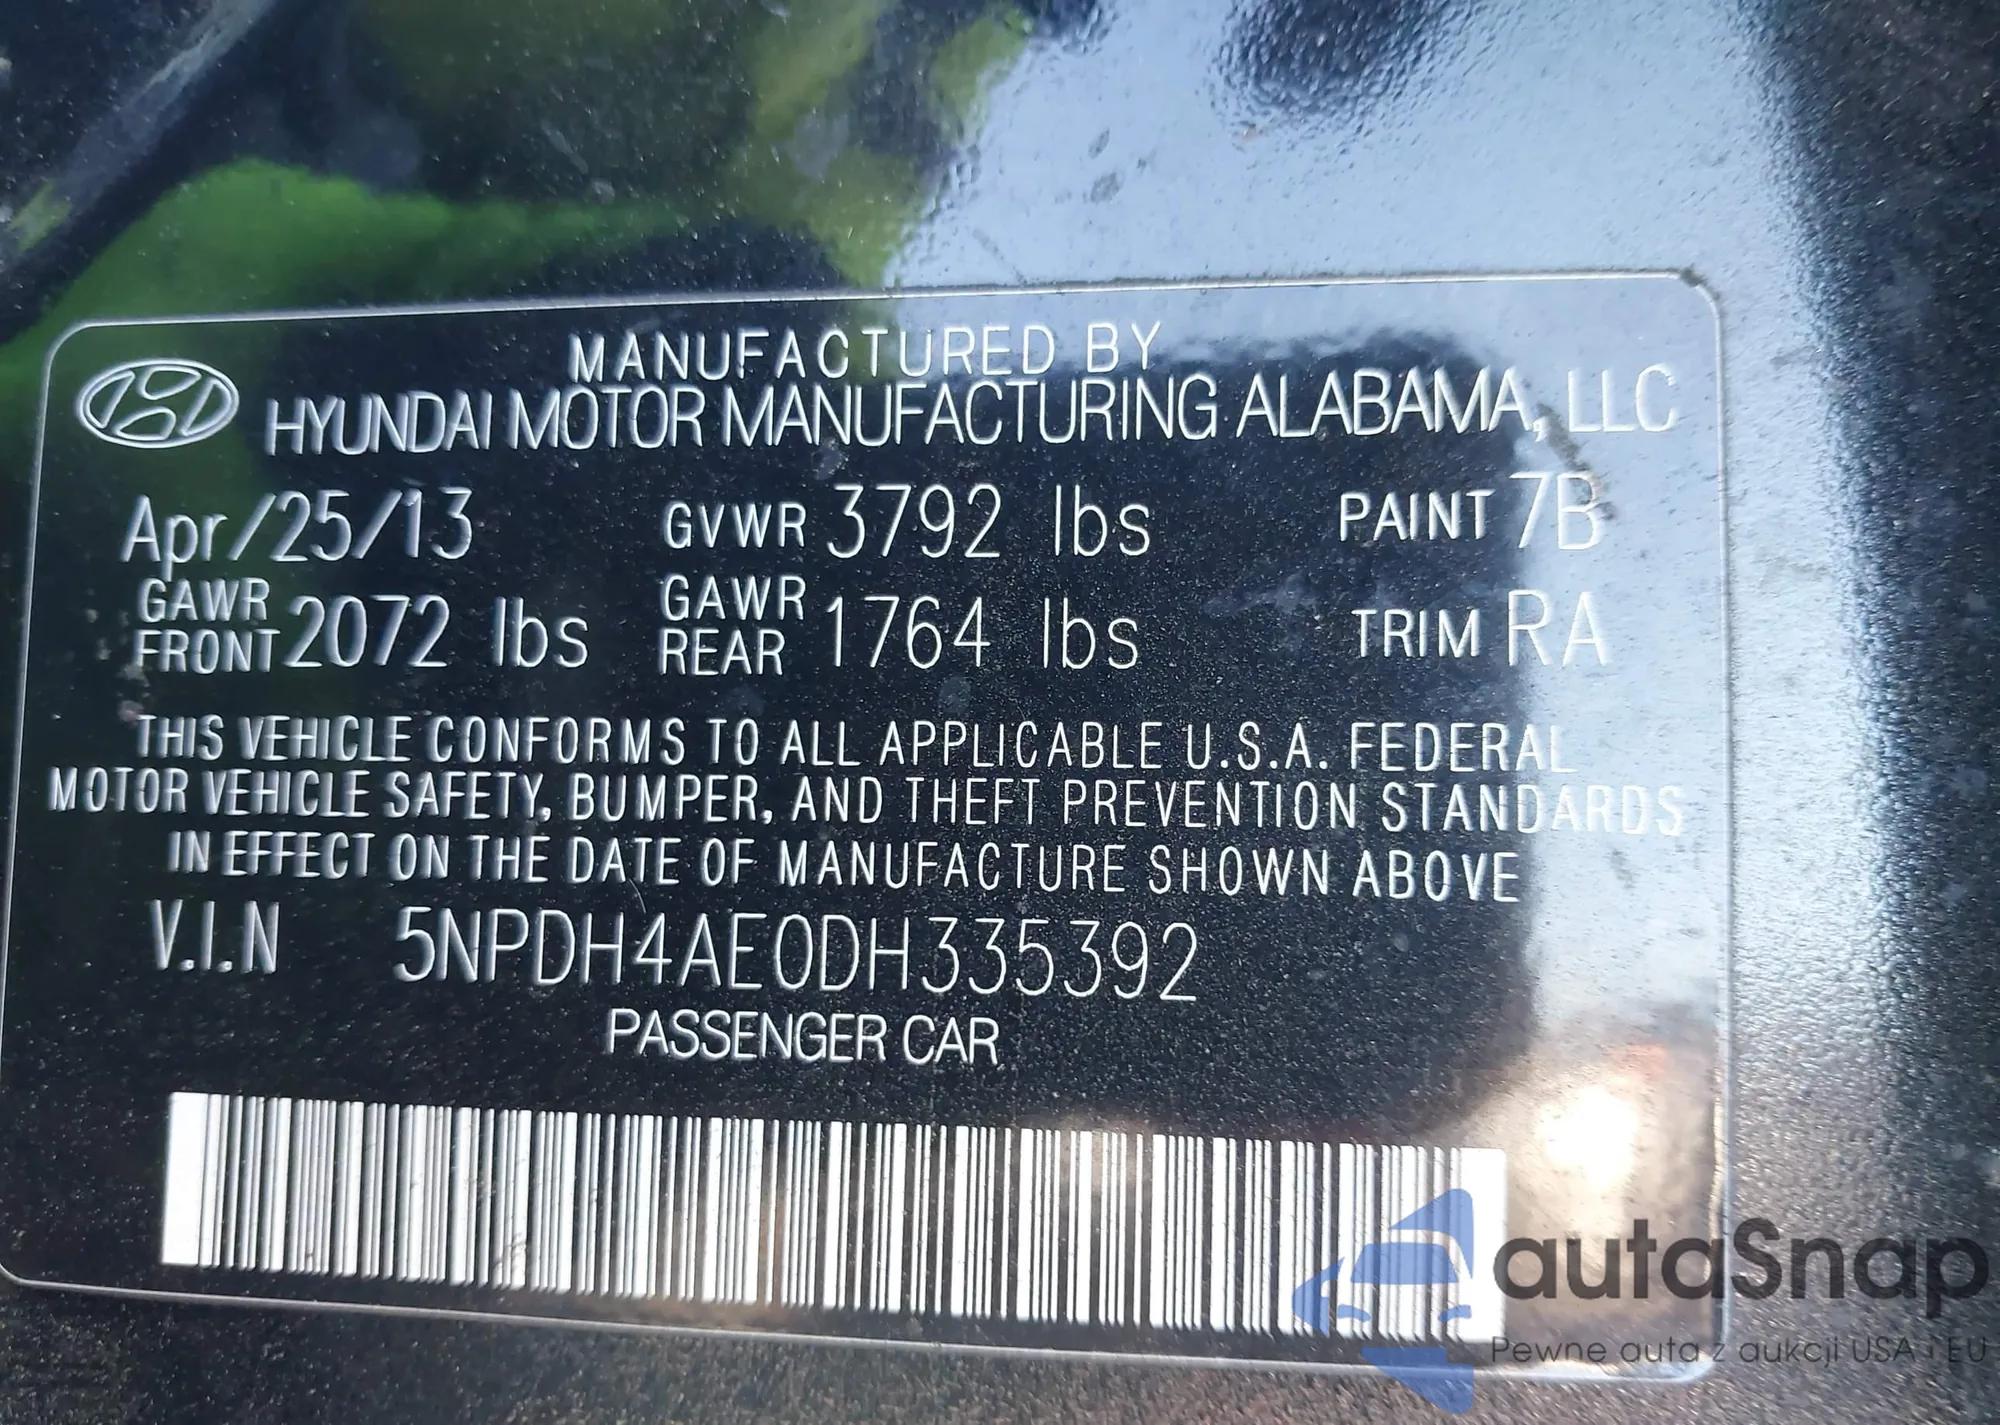 MANUFACTURED BY
HYUNDAI MOTOR MANUFACTURING ALABAMA, LLC
Apr/25/13 GVWR 3792 lbs PAINT 7B
GAWR FRONT 2072 lbs GAWR REAR 1764 lbs TRIM RA
THIS VEHICLE CONFORMS TO ALL APPLICABLE U.S.A. FEDERAL
MOTOR VEHICLE SAFETY, BUMPER, AND THEFT PREVENTION STANDARDS
IN EFFECT ON THE DATE OF MANUFACTURE SHOWN ABOVE
V.I.N 5NPDH4AE0DH335392
PASSENGER CAR
autaSnap
Pewne auta z aukcji USA i EU